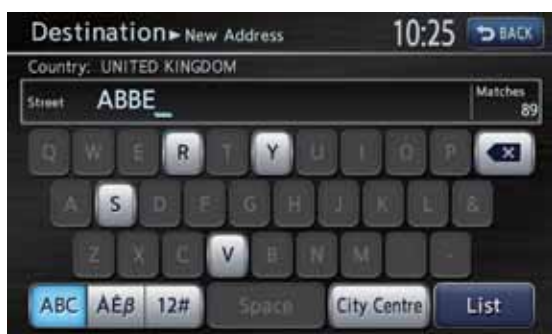 Destination ▸ New Address 10:25 BACK
Country: UNITED KINGDOM
Street ABBE_ Matches 89
Q W E R T Y U I O P
A S D F G H J K L &
Z X C V B N M -
ABC ÀÊβ 12# Space City Centre List